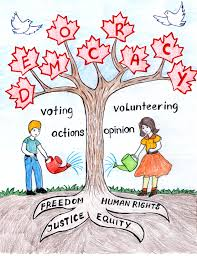 DEMOCRACY
voting
volunteering
actions
opinion
FREEDOM
HUMAN RIGHTS
JUSTICE
EQUITY